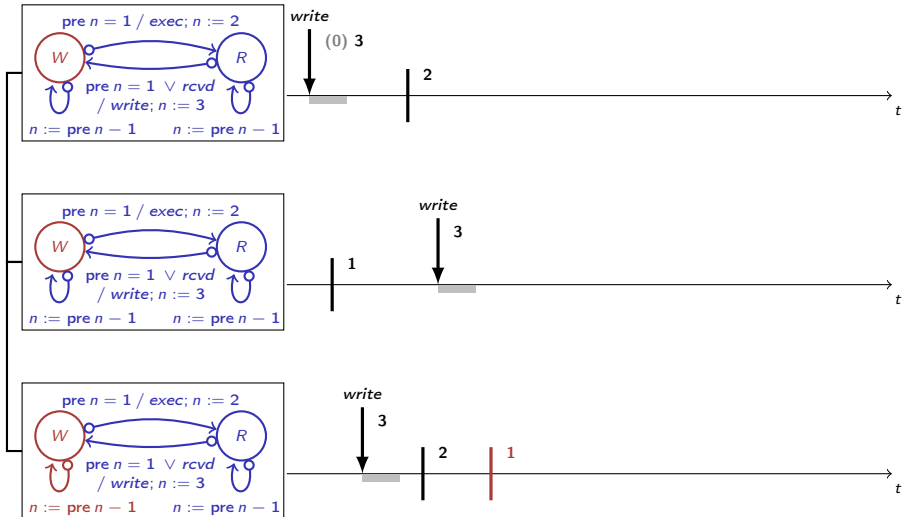 pre n = 1 / exec; n := 2
W
R
pre n = 1 ∨ rcvd
/ write; n := 3
n := pre n − 1
n := pre n − 1
write
(0) 3
2
t
pre n = 1 / exec; n := 2
W
R
pre n = 1 ∨ rcvd
/ write; n := 3
n := pre n − 1
n := pre n − 1
1
write
3
t
pre n = 1 / exec; n := 2
W
R
pre n = 1 ∨ rcvd
/ write; n := 3
n := pre n − 1
n := pre n − 1
write
3
2
1
t